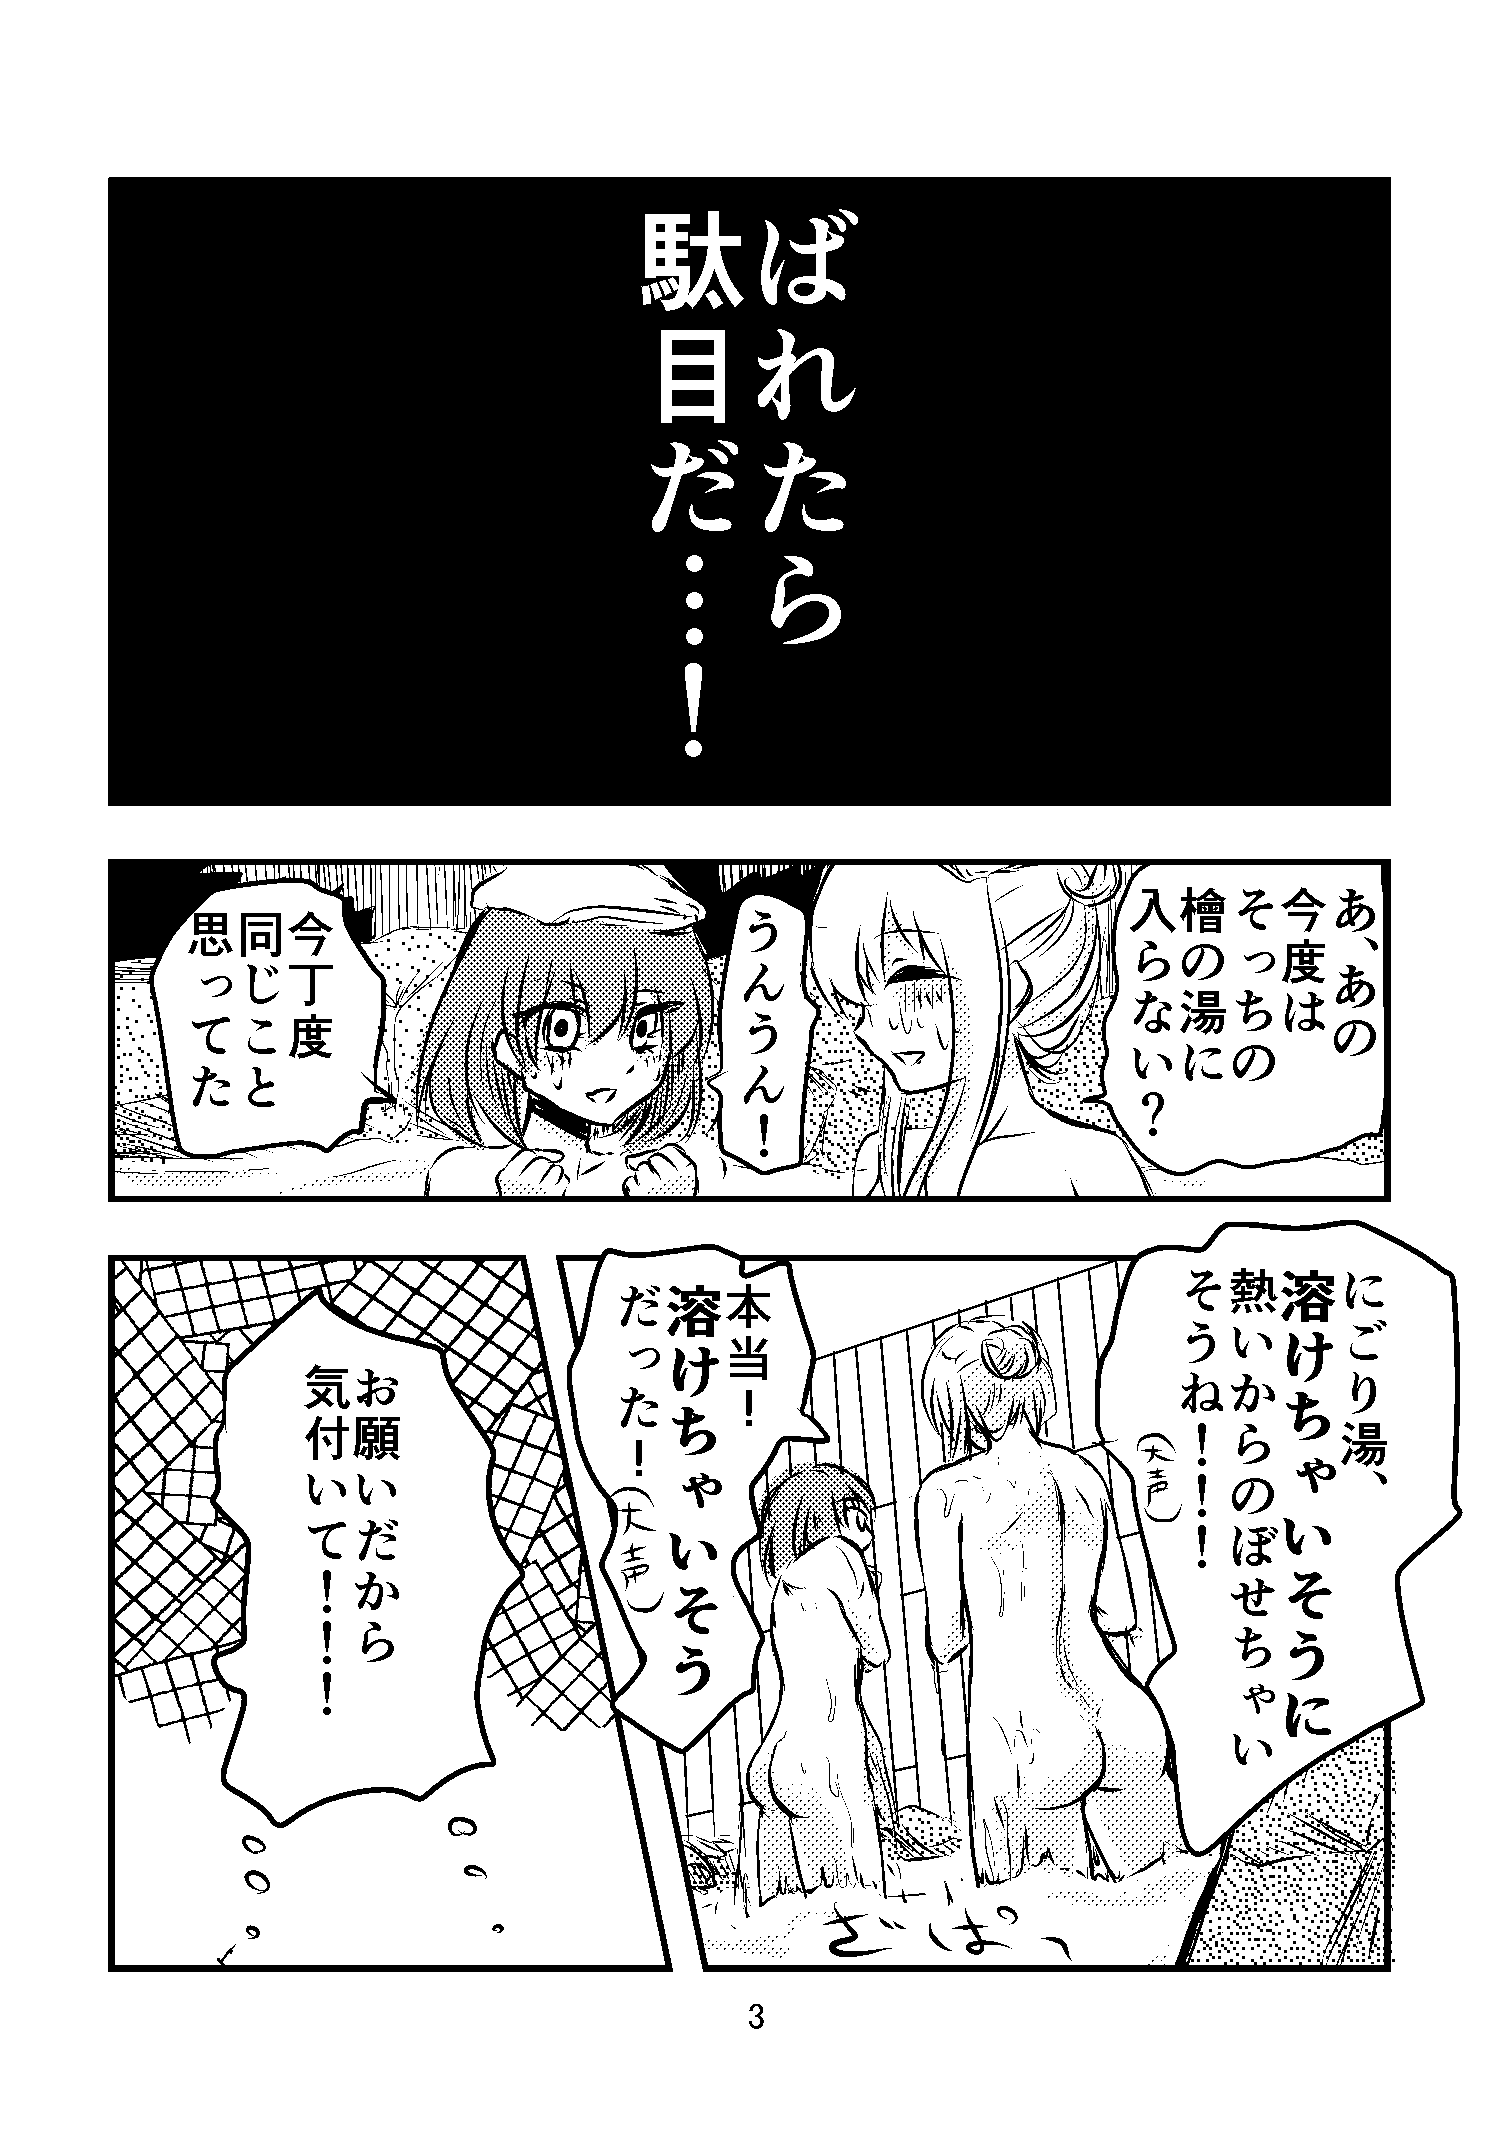 ばれたら
駄目だ……!
あ、あの
今度は
そっちの
檜の湯に
入らない?
うんうん!
今丁度
同じこと
思ってた
にごり湯、
溶けちゃいそうに
熱いからのぼせちゃい
そうね!!!
(大声)
本当!
溶けちゃいそう
だった!
(大声)
ざぱっ
お願いだから
気付いて!!!
3